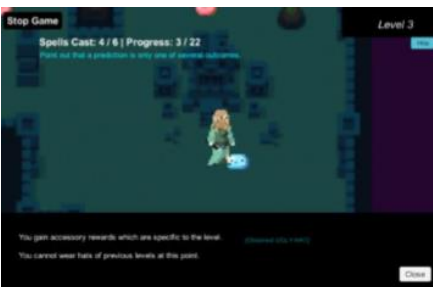 Stop Game
Level 3
Spells Cast: 4 / 6 | Progress: 3 / 22
Point out that a prediction is only one of several outcomes.
You gain accessory rewards which are specific to the level.
You cannot wear hats of previous levels at this point.
Close